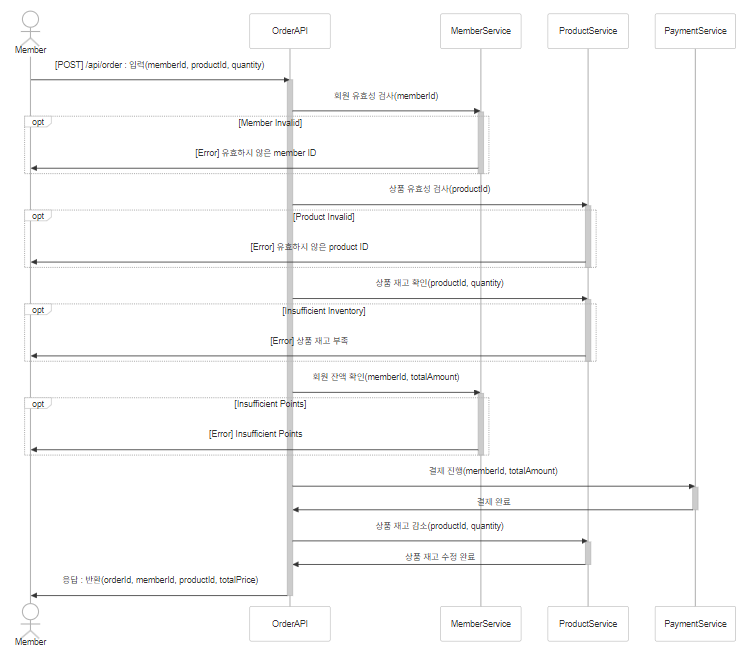 OrderAPI
MemberService
ProductService
PaymentService
Member
[POST] /api/order : 입력(memberId, productId, quantity)
회원 유효성 검사(memberId)
opt
[Member Invalid]
[Error] 유효하지 않은 member ID
상품 유효성 검사(productId)
opt
[Product Invalid]
[Error] 유효하지 않은 product ID
상품 재고 확인(productId, quantity)
opt
[Insufficient Inventory]
[Error] 상품 재고 부족
회원 잔액 확인(memberId, totalAmount)
opt
[Insufficient Points]
[Error] Insufficient Points
결제 진행(memberId, totalAmount)
결제 완료
상품 재고 감소(productId, quantity)
상품 재고 수정 완료
응답 : 반환(orderId, memberId, productId, totalPrice)
OrderAPI
MemberService
ProductService
PaymentService
Member